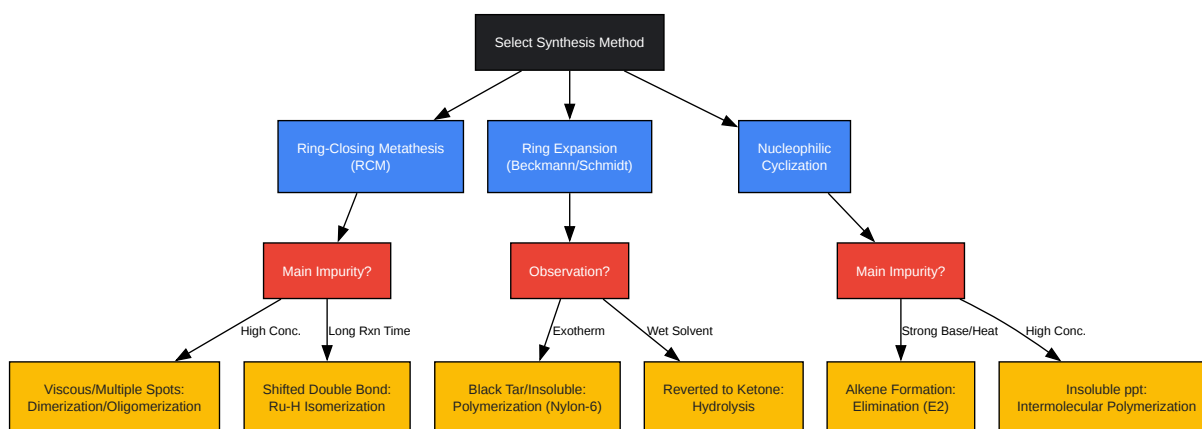 Select Synthesis Method
Ring-Closing Metathesis
(RCM)
Ring Expansion
(Beckmann/Schmidt)
Nucleophilic
Cyclization
Main Impurity?
Observation?
Main Impurity?
High Conc.
Long Rxn Time
Exotherm
Wet Solvent
Strong Base/Heat
High Conc.
Viscous/Multiple Spots:
Dimerization/Oligomerization
Shifted Double Bond:
Ru-H Isomerization
Black Tar/Insoluble:
Polymerization (Nylon-6)
Reverted to Ketone:
Hydrolysis
Alkene Formation:
Elimination (E2)
Insoluble ppt:
Intermolecular Polymerization